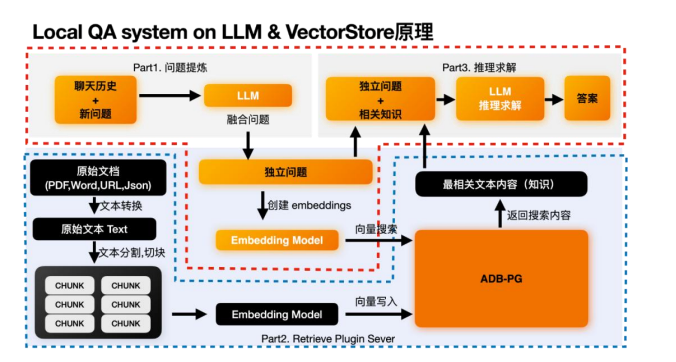 Local QA system on LLM & VectorStore原理
Part1. 问题提炼
聊天历史
+
新问题
LLM
融合问题
Part3. 推理求解
独立问题
+
相关知识
LLM
推理求解
答案
独立问题
创建 embeddings
Embedding Model
向量搜索
原始文档
(PDF,Word,URL,Json)
文本转换
原始文本 Text
文本分割,切块
CHUNK CHUNK
CHUNK CHUNK
CHUNK CHUNK
Embedding Model
向量写入
最相关文本内容（知识）
返回搜索内容
ADB-PG
Part2. Retrieve Plugin Sever